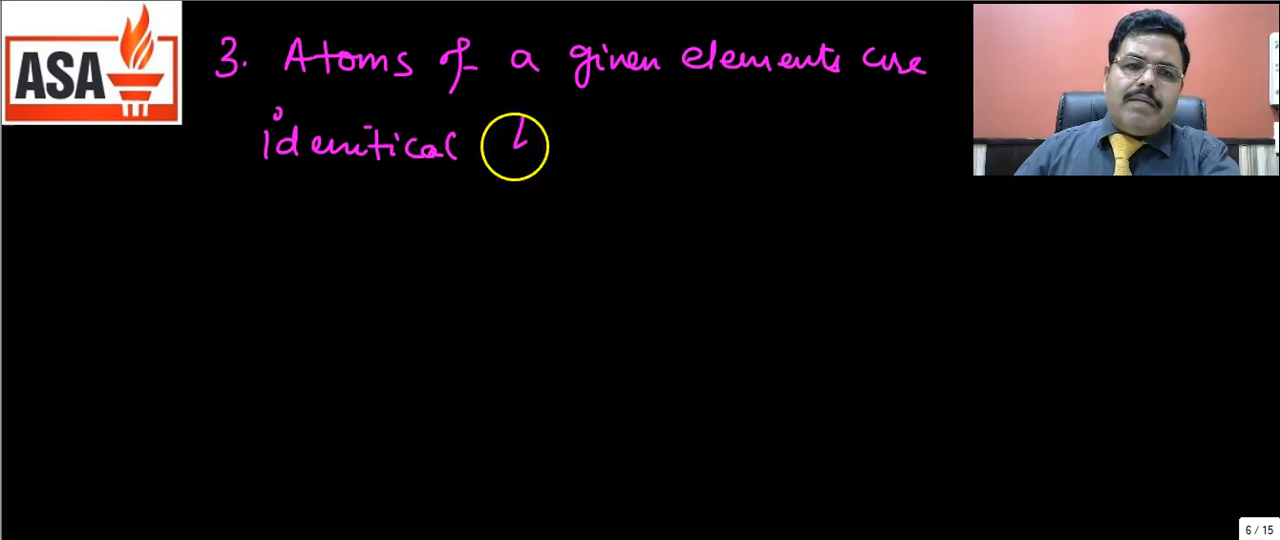 ASA
3. Atoms of a given elements are
identical
6 / 15